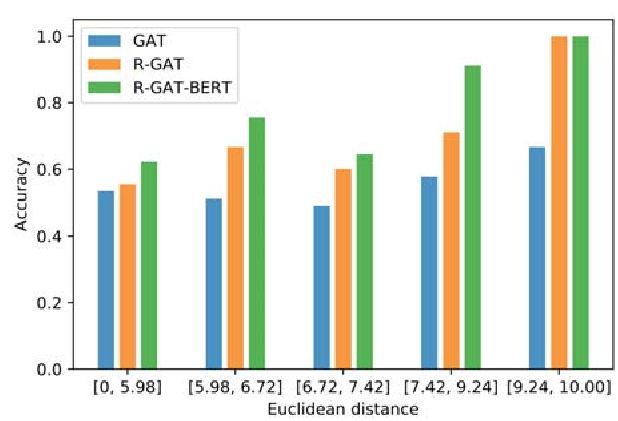 GAT
R-GAT
R-GAT-BERT
1.0
0.8
0.6
0.4
0.2
0.0
Accuracy
[0, 5.98] [5.98, 6.72] [6.72, 7.42] [7.42, 9.24] [9.24, 10.00]
Euclidean distance